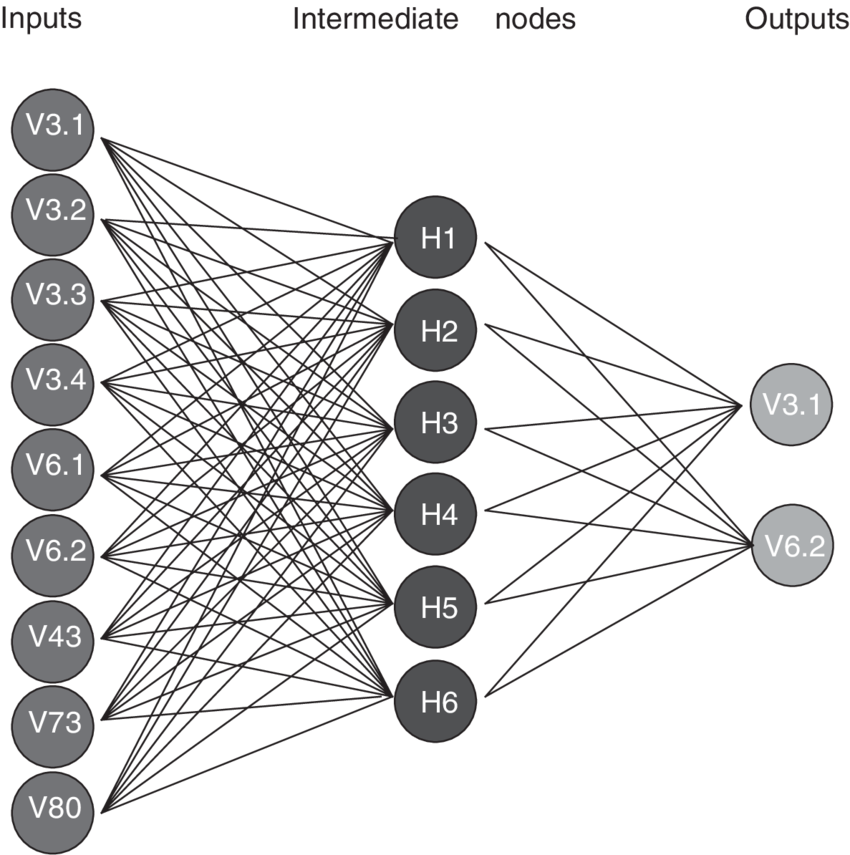 Inputs Intermediate nodes Outputs
V3.1
V3.2
V3.3
V3.4
V6.1
V6.2
V43
V73
V80
H1
H2
H3
H4
H5
H6
V3.1
V6.2